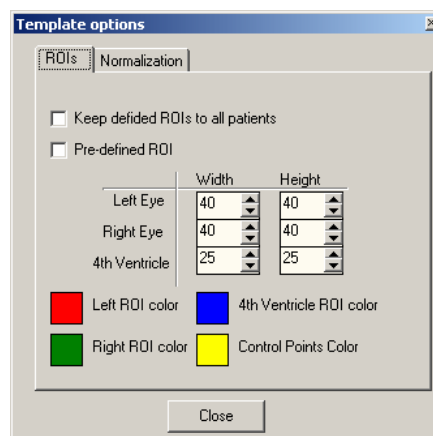 Template options
ROIs Normalization
Keep defided ROIs to all patients
Pre-defined ROI
Width Height
Left Eye 40 40
Right Eye 40 40
4th Ventricle 25 25
Left ROI color 4th Ventricle ROI color
Right ROI color Control Points Color
Close